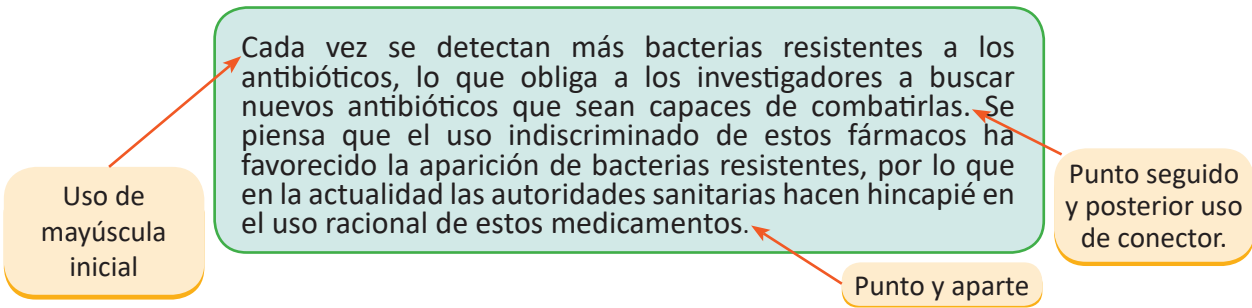 Cada vez se detectan más bacterias resistentes a los
antibióticos, lo que obliga a los investigadores a buscar
nuevos antibióticos que sean capaces de combatirlas. Se
piensa que el uso indiscriminado de estos fármacos ha
favorecido la aparición de bacterias resistentes, por lo que
en la actualidad las autoridades sanitarias hacen hincapié en
el uso racional de estos medicamentos.
Uso de
mayúscula
inicial
Punto seguido
y posterior uso
de conector.
Punto y aparte